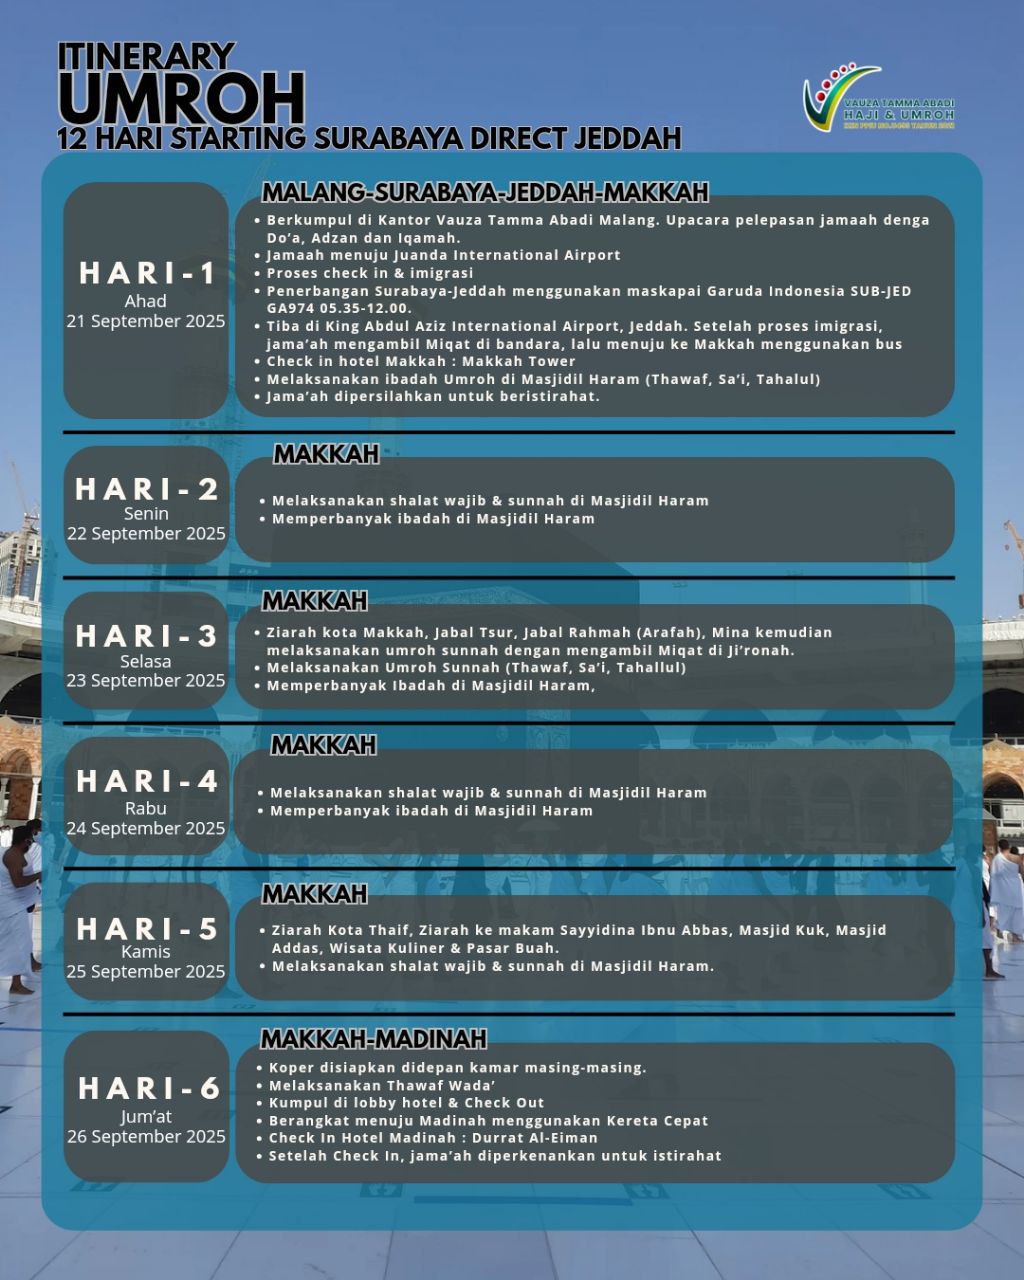 ITINERARY
UMROH
12 HARI STARTING SURABAYA DIRECT JEDDAH
VAUZA TAMMA ABADI
HAJI & UMROH
HARI-1
Ahad
21 September 2025
MALANG-SURABAYA-JEDDAH-MAKKAH
• Berkumpul di Kantor Vauza Tamma Abadi Malang. Upacara pelepasan jamaah denga
Do’a, Adzan dan Iqamah.
• Jamaah menuju Juanda International Airport
• Proses check in & imigrasi
• Penerbangan Surabaya-Jeddah menggunakan maskapai Garuda Indonesia SUB-JED
GA974 05.35-12.00.
• Tiba di King Abdul Aziz International Airport, Jeddah. Setelah proses imigrasi,
jama’ah mengambil Miqat di bandara, lalu menuju ke Makkah menggunakan bus
• Check in hotel Makkah : Makkah Tower
• Melaksanakan ibadah Umroh di Masjidil Haram (Thawaf, Sa’i, Tahalul)
• Jama’ah dipersilahkan untuk beristirahat.
HARI-2
Senin
22 September 2025
MAKKAH
• Melaksanakan shalat wajib & sunnah di Masjidil Haram
• Memperbanyak ibadah di Masjidil Haram
HARI-3
Selasa
23 September 2025
MAKKAH
• Ziarah kota Makkah, Jabal Tsur, Jabal Rahmah (Arafah), Mina kemudian
melaksanakan umroh sunnah dengan mengambil Miqat di Ji’ronah.
• Melaksanakan Umroh Sunnah (Thawaf, Sa’i, Tahallul)
• Memperbanyak Ibadah di Masjidil Haram,
HARI-4
Rabu
24 September 2025
MAKKAH
• Melaksanakan shalat wajib & sunnah di Masjidil Haram
• Memperbanyak ibadah di Masjidil Haram
HARI-5
Kamis
25 September 2025
MAKKAH
• Ziarah Kota Thaif, Ziarah ke makam Sayyidina Ibnu Abbas, Masjid Kuk, Masjid
Addas, Wisata Kuliner & Pasar Buah.
• Melaksanakan shalat wajib & sunnah di Masjidil Haram.
HARI-6
Jum’at
26 September 2025
MAKKAH-MADINAH
• Koper disiapkan didepan kamar masing-masing.
• Melaksanakan Thawaf Wada’
• Kumpul di lobby hotel & Check Out
• Berangkat menuju Madinah menggunakan Kereta Cepat
• Check In Hotel Madinah : Durrat Al-Eiman
• Setelah Check In, jama’ah diperkenankan untuk istirahat